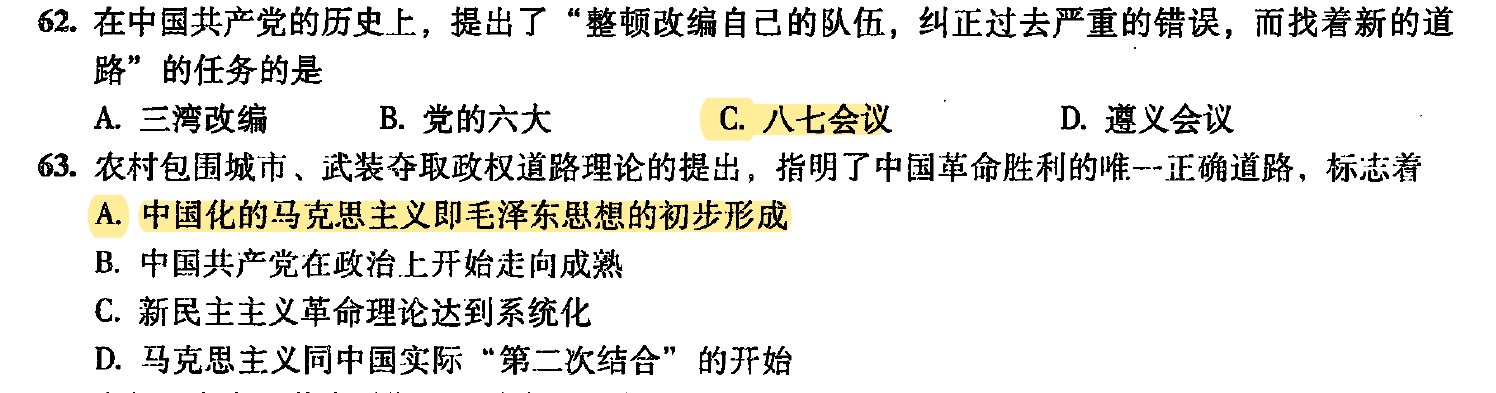 62. 在中国共产党的历史上，提出了“整顿改编自己的队伍，纠正过去严重的错误，而找着新的道
路”的任务的是
A. 三湾改编 B. 党的六大 C. 八七会议 D. 遵义会议
63. 农村包围城市、武装夺取政权道路理论的提出，指明了中国革命胜利的唯一正确道路，标志着
A. 中国化的马克思主义即毛泽东思想的初步形成
B. 中国共产党在政治上开始走向成熟
C. 新民主主义革命理论达到系统化
D. 马克思主义同中国实际“第二次结合”的开始